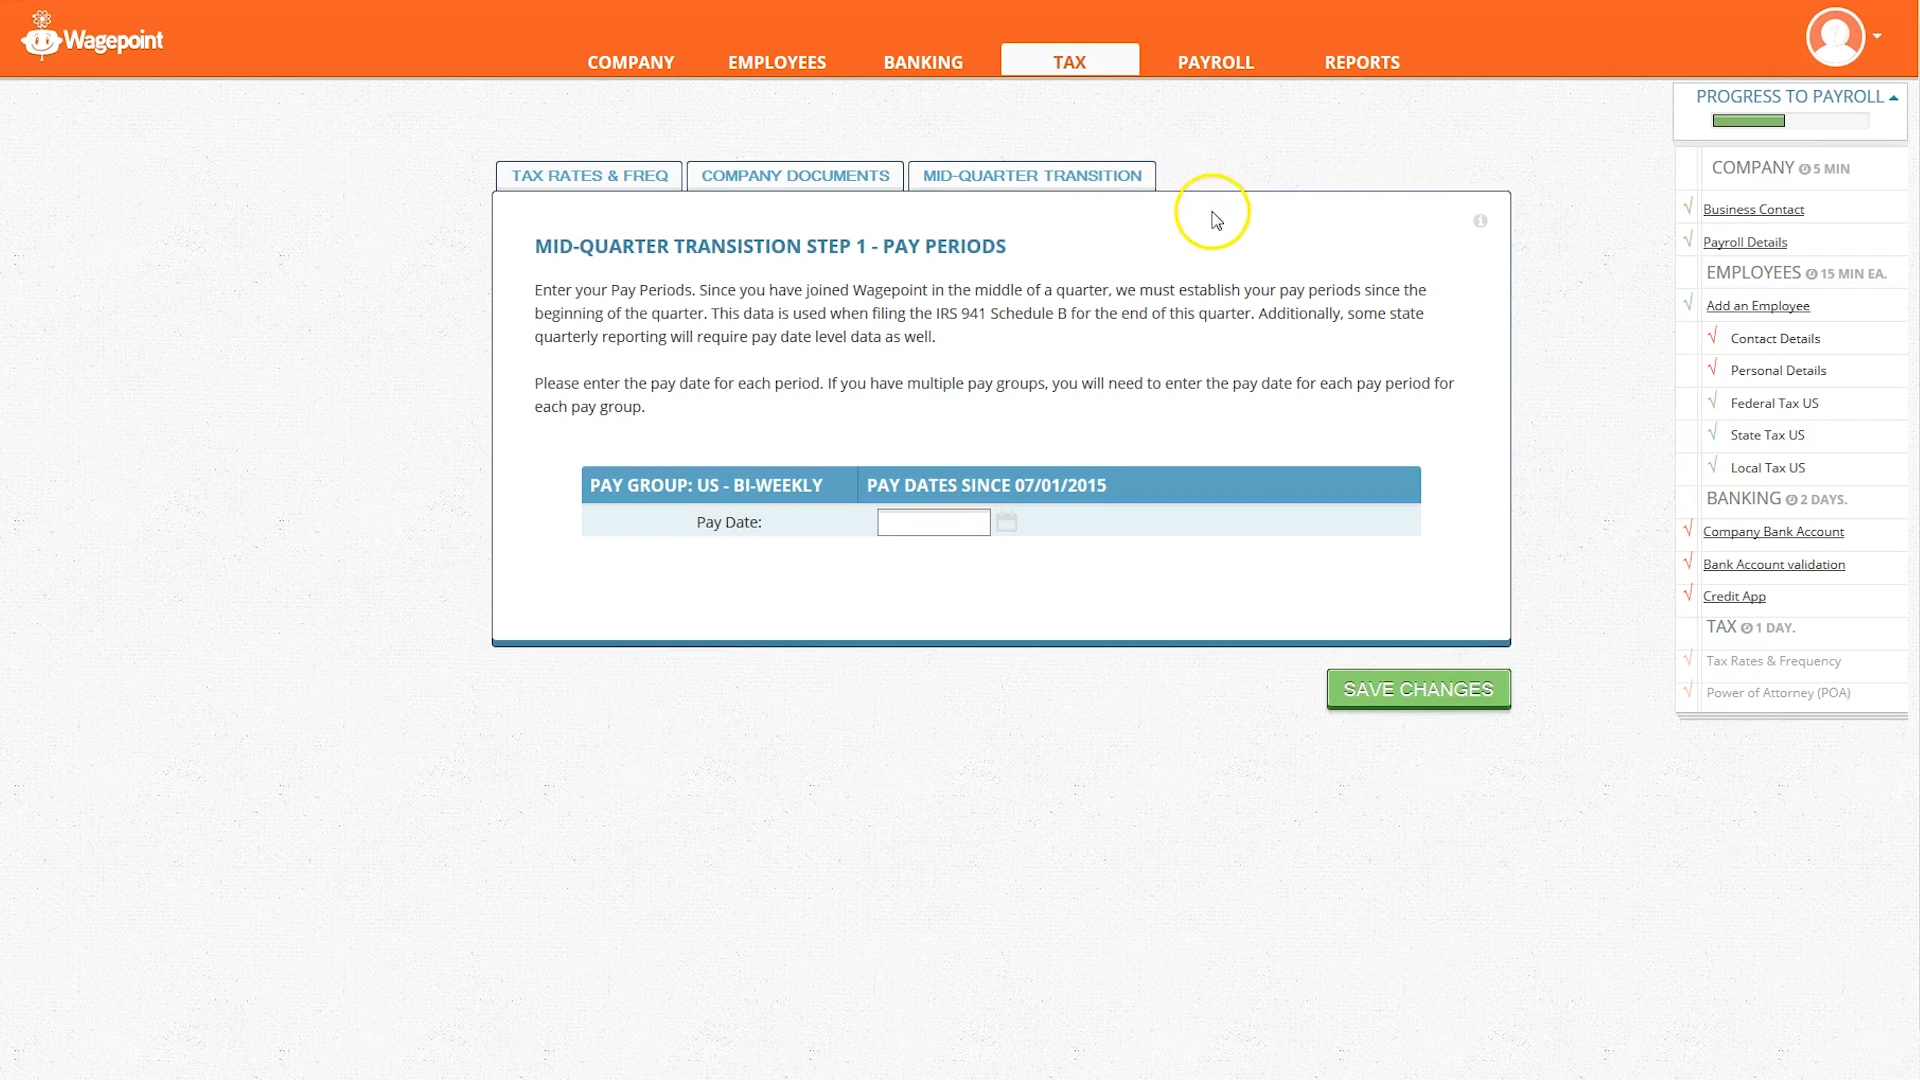 Wagepoint
COMPANY EMPLOYEES BANKING TAX PAYROLL REPORTS
PROGRESS TO PAYROLL
TAX RATES & FREQ COMPANY DOCUMENTS MID-QUARTER TRANSITION
MID-QUARTER TRANSISTION STEP 1 - PAY PERIODS
Enter your Pay Periods. Since you have joined Wagepoint in the middle of a quarter, we must establish your pay periods since the
beginning of the quarter. This data is used when filing the IRS 941 Schedule B for the end of this quarter. Additionally, some state
quarterly reporting will require pay date level data as well.
Please enter the pay date for each period. If you have multiple pay groups, you will need to enter the pay date for each pay period for
each pay group.
PAY GROUP: US - BI-WEEKLY PAY DATES SINCE 07/01/2015
Pay Date:
SAVE CHANGES
COMPANY 5 MIN
Business Contact
Payroll Details
EMPLOYEES 15 MIN EA.
Add an Employee
Contact Details
Personal Details
Federal Tax US
State Tax US
Local Tax US
BANKING 2 DAYS.
Company Bank Account
Bank Account validation
Credit App
TAX 1 DAY.
Tax Rates & Frequency
Power of Attorney (POA)